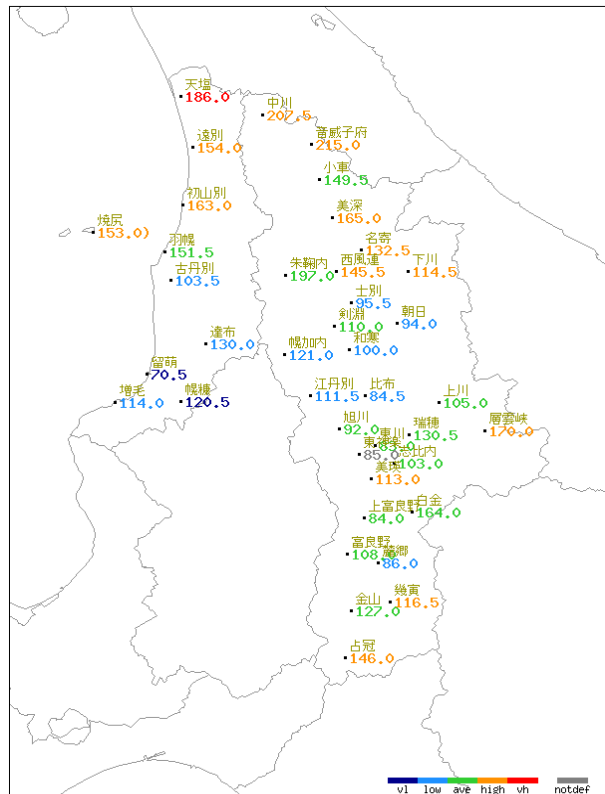 天塩
186.0
中川
207.5
音威子府
215.0
遠別
154.0
小車
149.5
初山別
163.0
美深
165.0
焼尻
153.0)
名寄
132.5
羽幌
151.5
西風連
145.5
下川
114.5
朱鞠内
197.0
古丹別
103.5
士別
95.5
朝日
94.0
剣淵
110.0
達布
130.0
幌加内
121.0
和寒
100.0
留萌
70.5
増毛
114.0
幌糠
120.5
江丹別
111.5
比布
84.5
上川
105.0
旭川
92.0
瑞穂
130.5
層雲峡
170.0
東川
東神楽
85.0
志比内
103.0
美瑛
113.0
上富良野
84.0
白金
164.0
富良野
麓郷
86.0
幾寅
116.5
金山
127.0
占冠
146.0
vl low ave high vh notdef